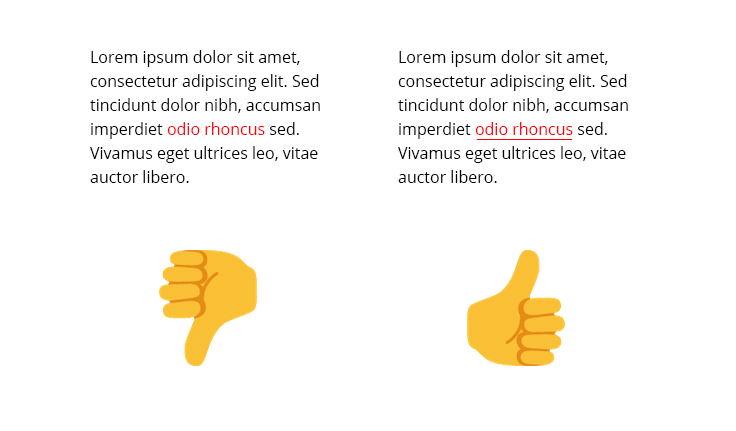 Lorem ipsum dolor sit amet,
consectetur adipiscing elit. Sed
tincidunt dolor nibh, accumsan
imperdiet odio rhoncus sed.
Vivamus eget ultrices leo, vitae
auctor libero.
Lorem ipsum dolor sit amet,
consectetur adipiscing elit. Sed
tincidunt dolor nibh, accumsan
imperdiet odio rhoncus sed.
Vivamus eget ultrices leo, vitae
auctor libero.